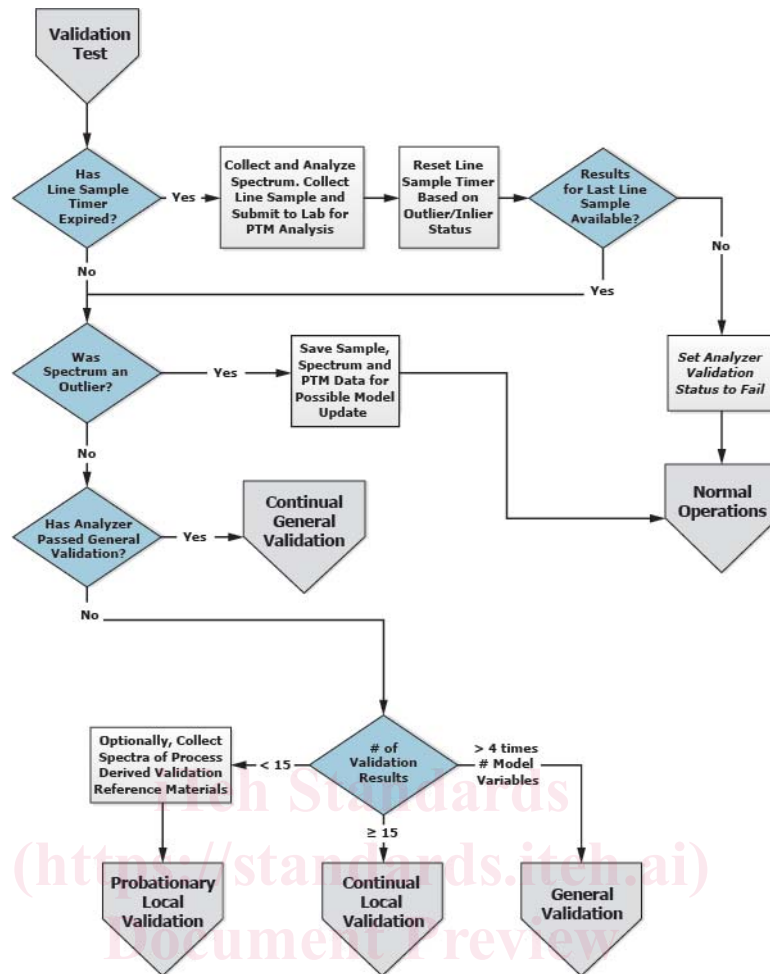 Validation
Test
Has
Line Sample
Timer
Expired?
Yes
Collect and Analyze
Spectrum. Collect
Line Sample and
Submit to Lab for
PTM Analysis
Reset Line
Sample Timer
Based on
Outlier/Inlier
Status
Results
for Last Line
Sample
Available?
No
No
Yes
Was
Spectrum an
Outlier?
Yes
Save Sample,
Spectrum and
PTM Data for
Possible Model
Update
Set Analyzer
Validation
Status to Fail
No
Has Analyzer
Passed General
Validation?
Yes
Continual
General
Validation
Normal
Operations
No
Optionally, Collect
Spectra of Process
Derived Validation
Reference Materials
< 15
# of
Validation
Results
> 4 times
# Model
Variables
≥ 15
iTeh Standards
(https://standards.iteh.ai)
Document Preview
Probationary
Local
Validation
Continual
Local
Validation
General
Validation